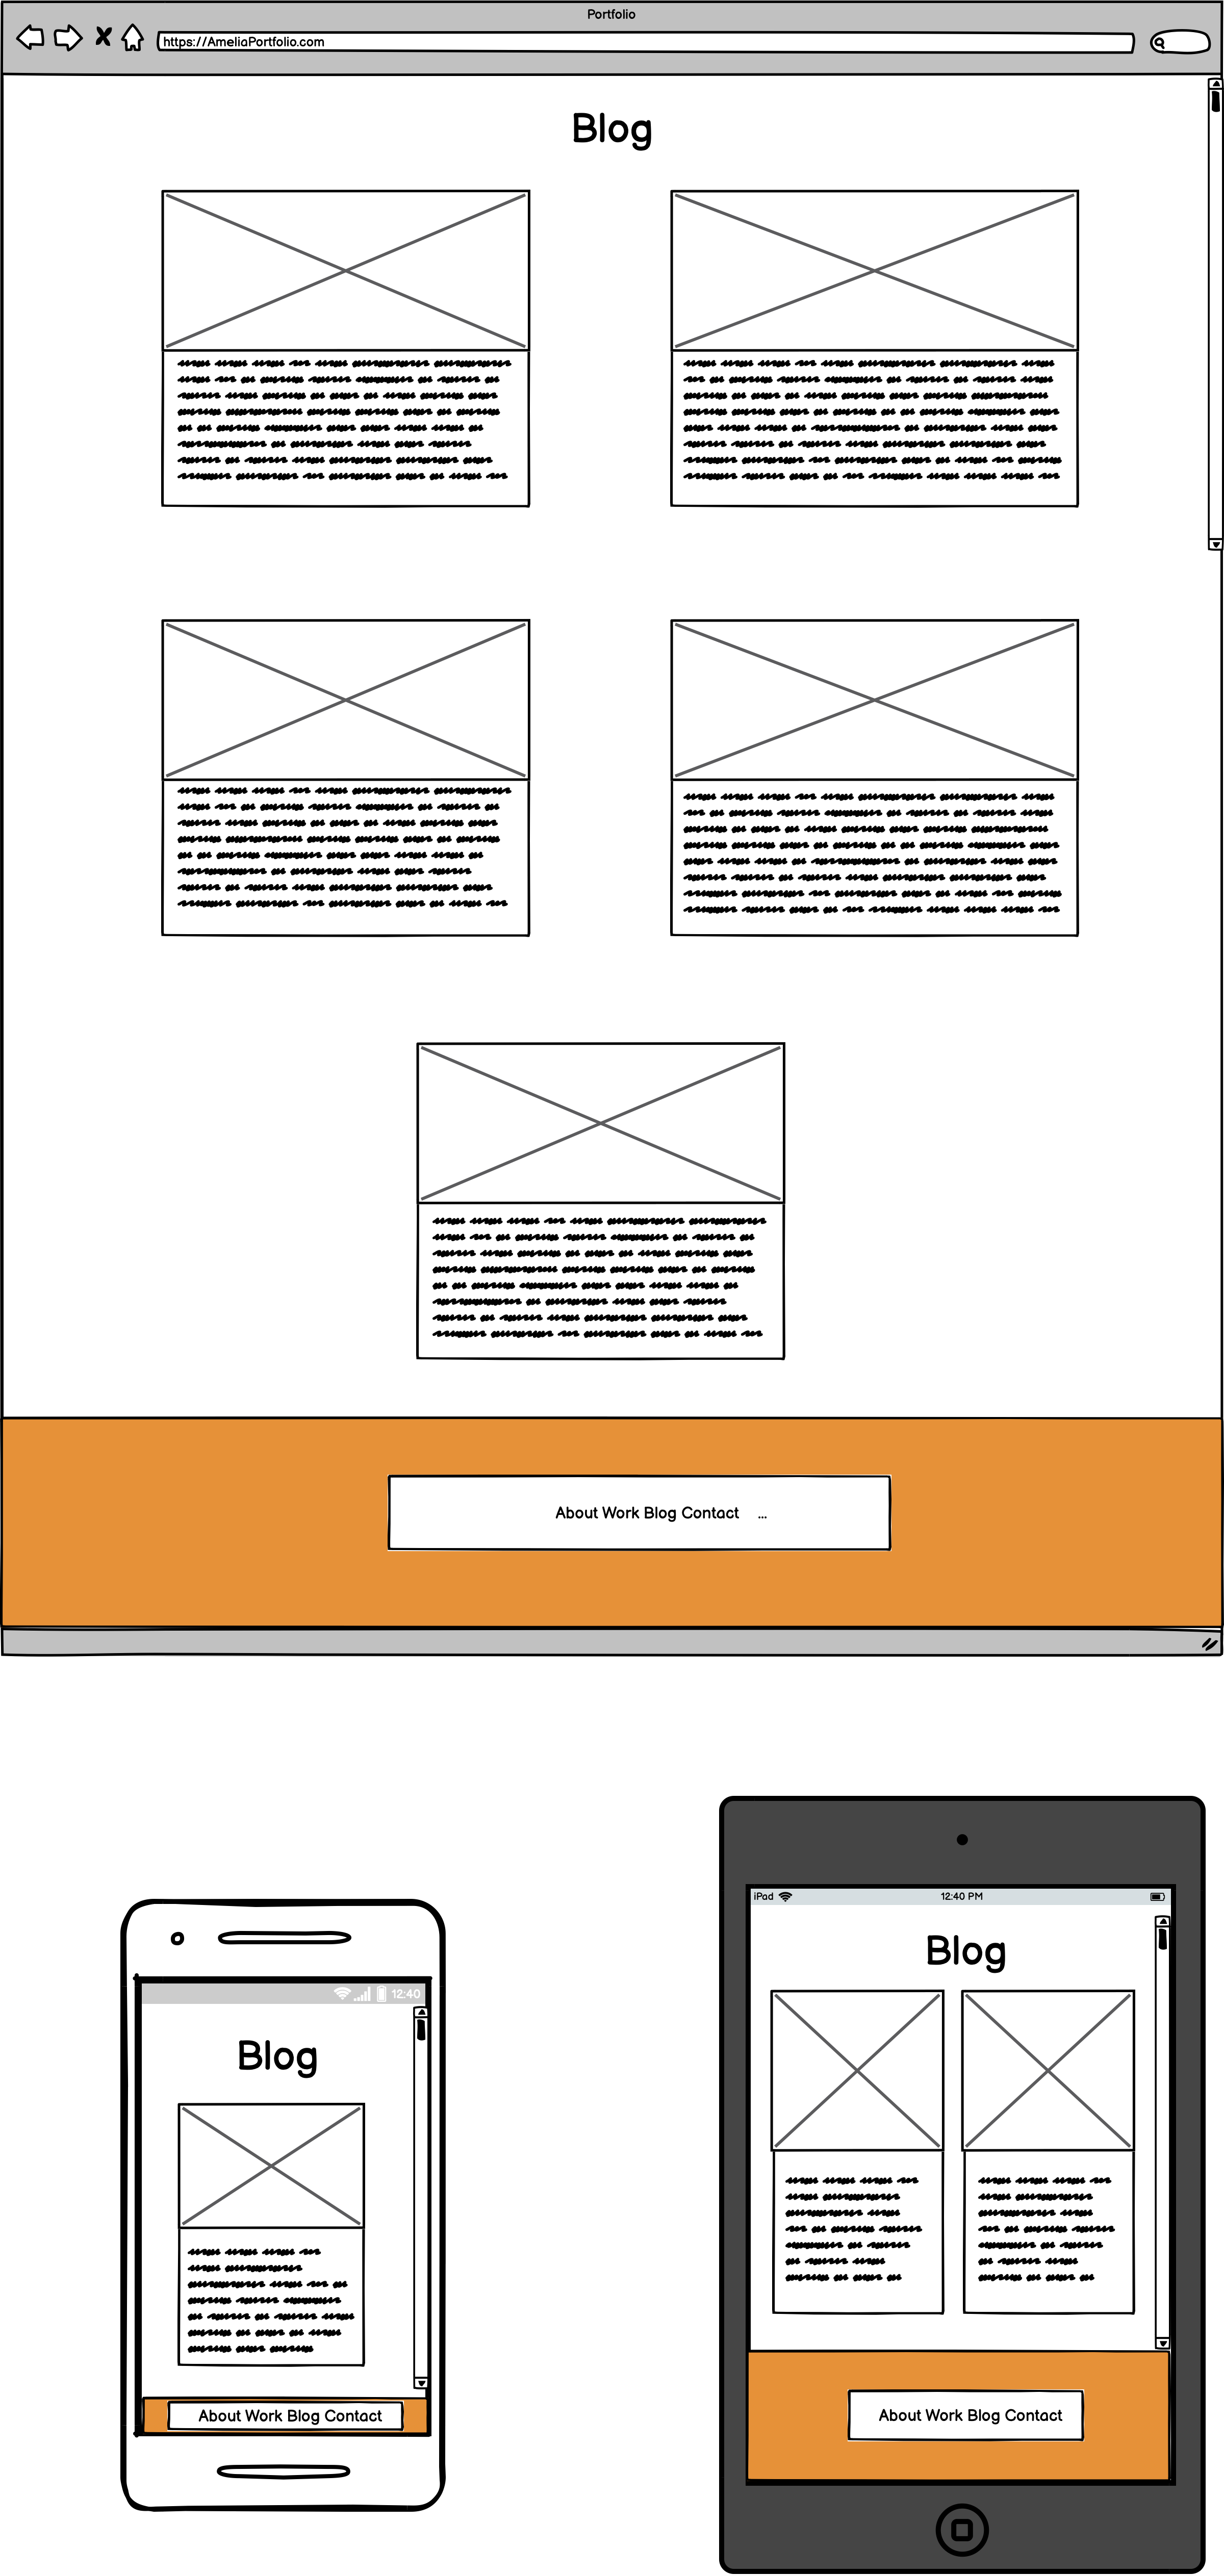 Portfolio
https://AmeliaPortfolio.com
Blog
About Work Blog Contact ...
12:40
Blog
About Work Blog Contact
iPad 12:40 PM
Blog
About Work Blog Contact